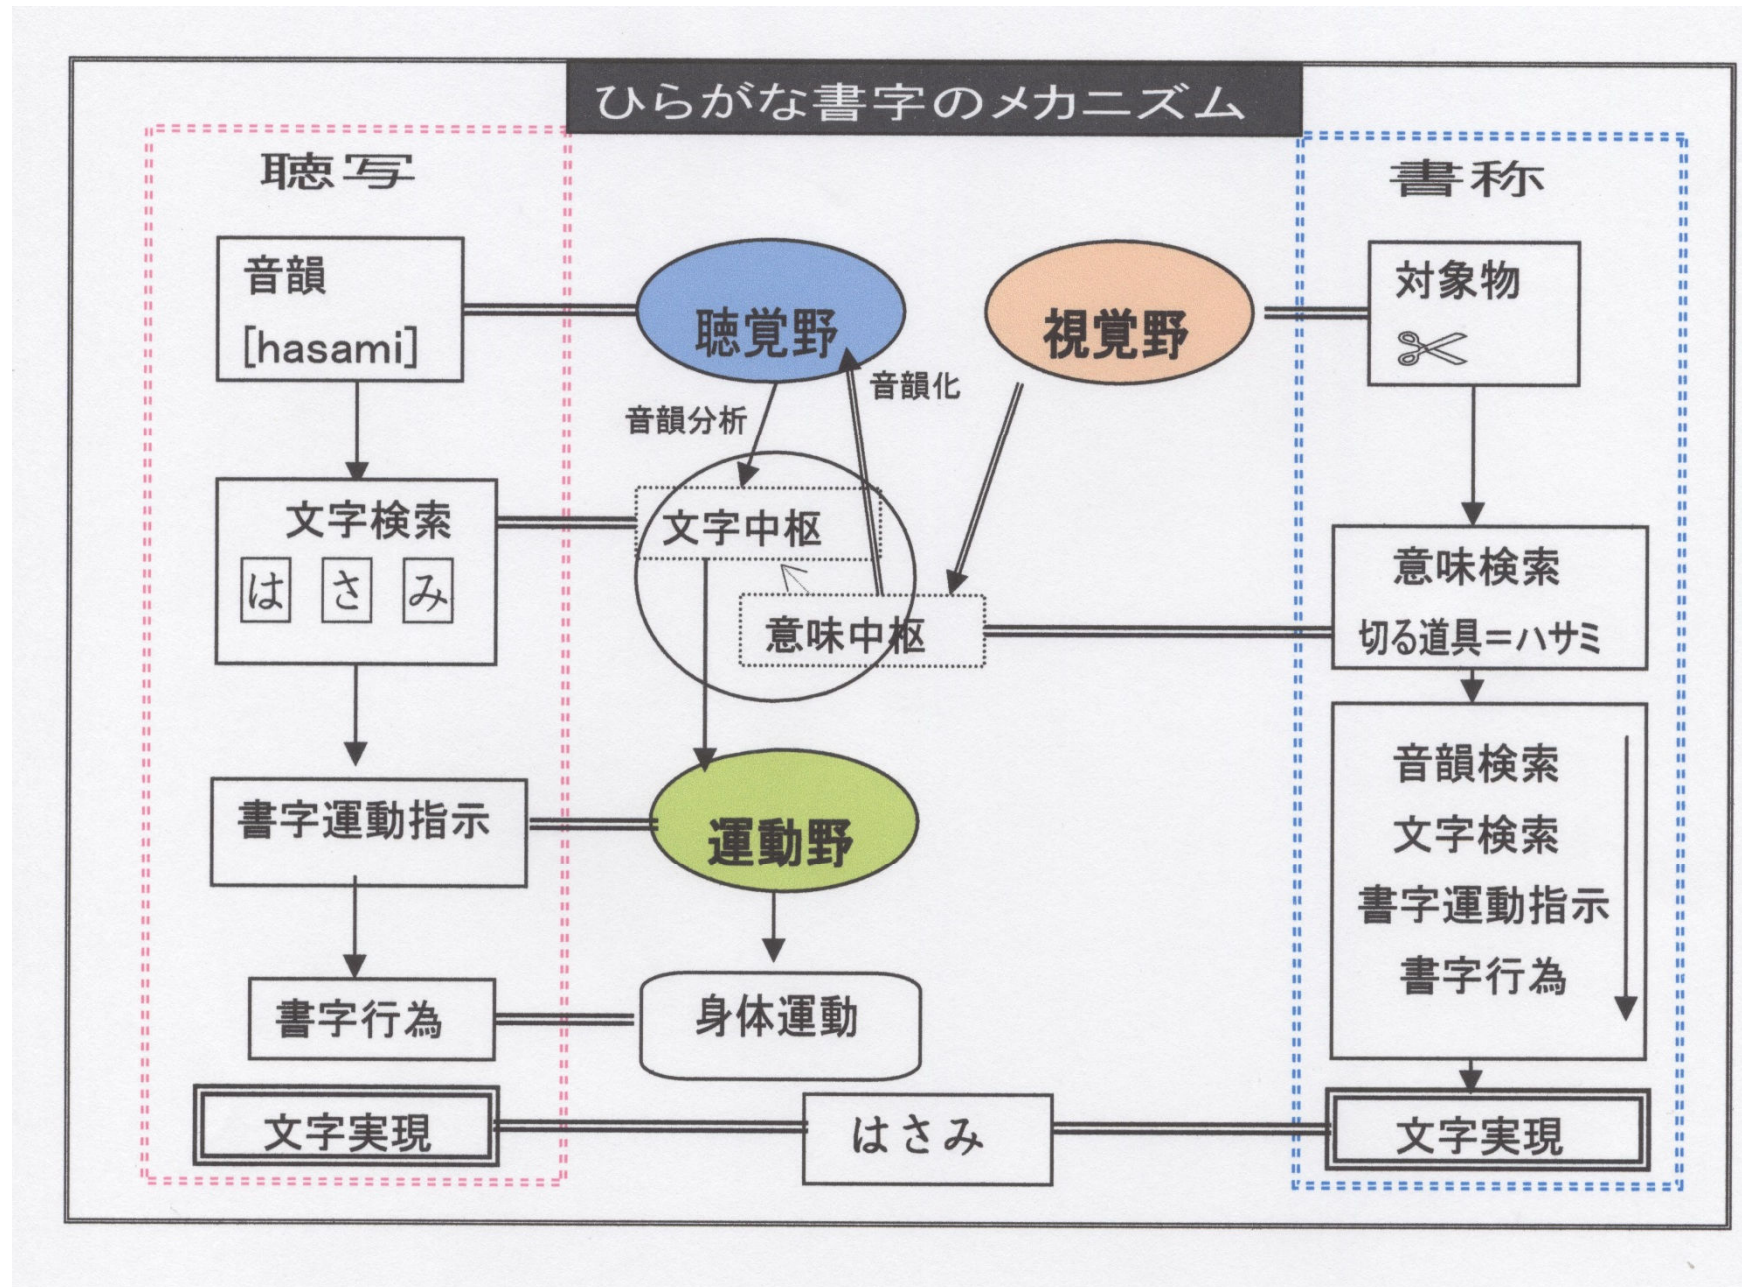 ひらがな書字のメカニズム
聴写
音韻
[hasami]
文字検索
は さ み
書字運動指示
書字行為
文字実現
聴覚野
視覚野
音韻分析
音韻化
文字中枢
意味中枢
運動野
身体運動
はさみ
書称
対象物
意味検索
切る道具=ハサミ
音韻検索
文字検索
書字運動指示
書字行為
文字実現